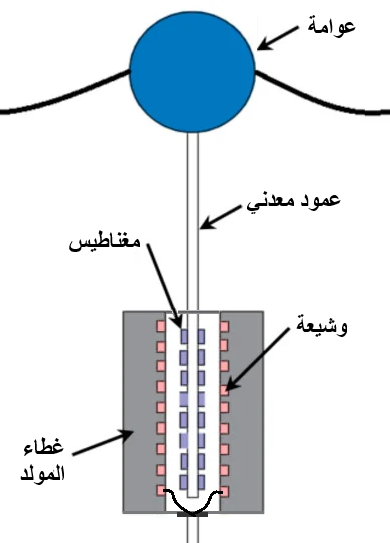 عوامة
عمود معدني
مغناطيس
وشيعة
غطاء
المولد